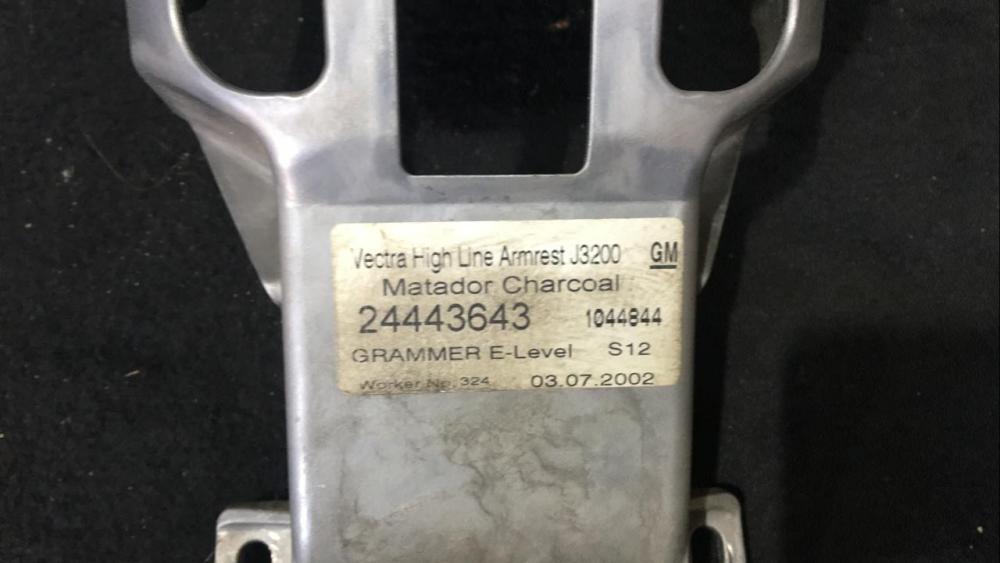 Vectra High Line Armrest J3200 GM
Matador Charcoal
24443643 1044844
GRAMMER E-Level S12
Worker No. 324 03.07.2002